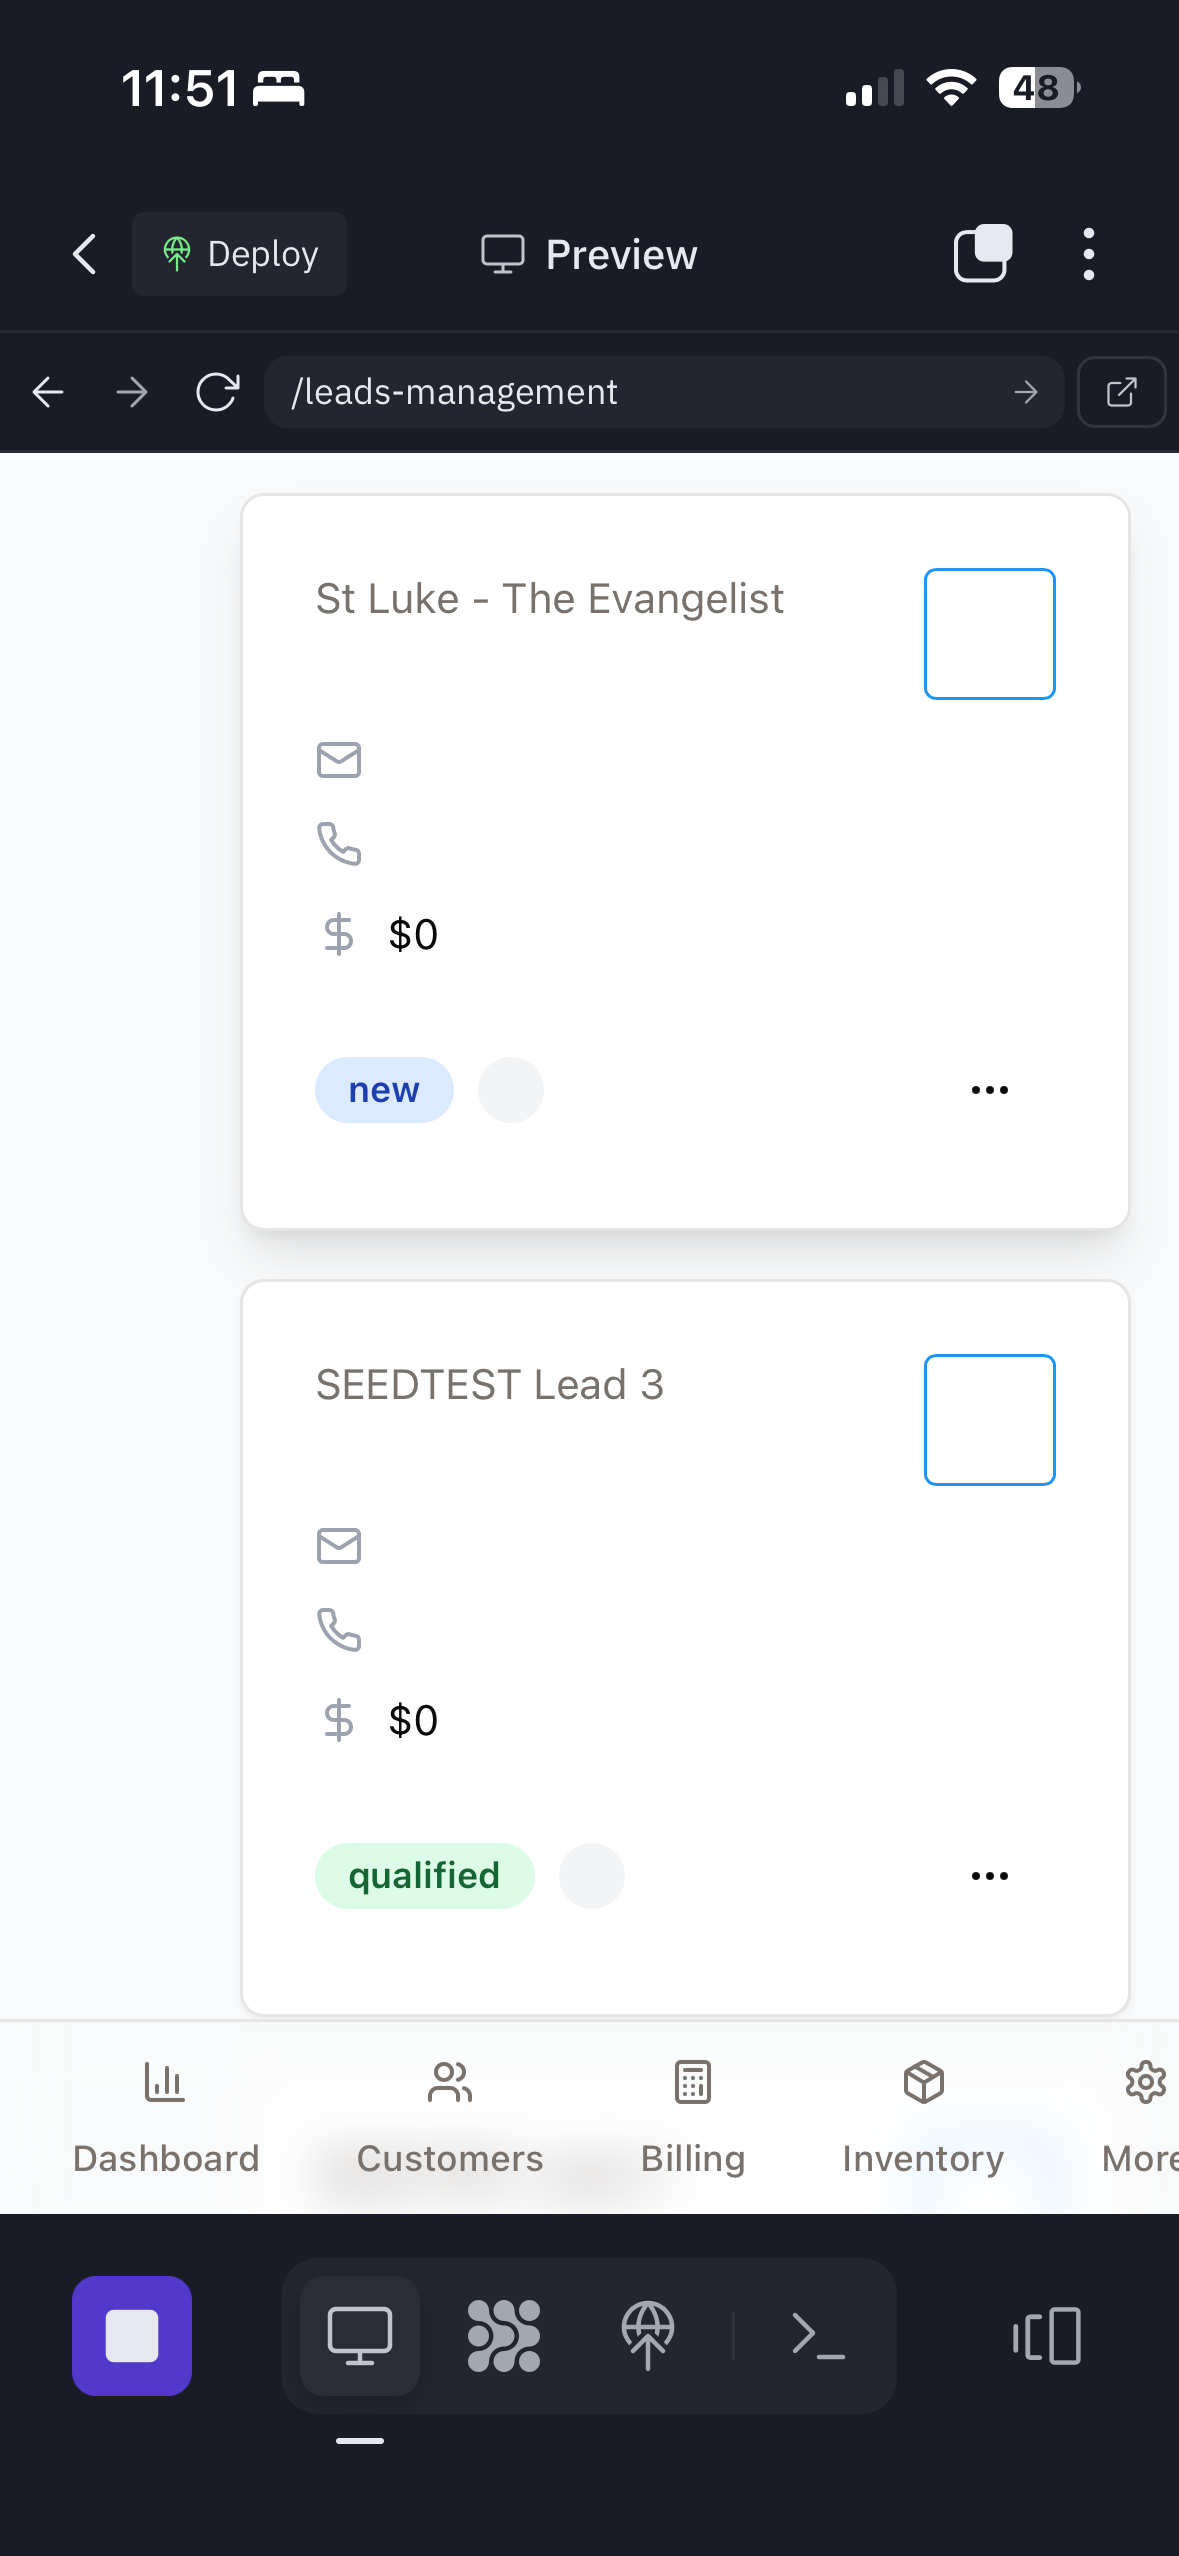 11:51
48
Deploy
Preview
/leads-management
St Luke - The Evangelist
$0
new
SEEDTEST Lead 3
$0
qualified
Dashboard
Customers
Billing
Inventory
More